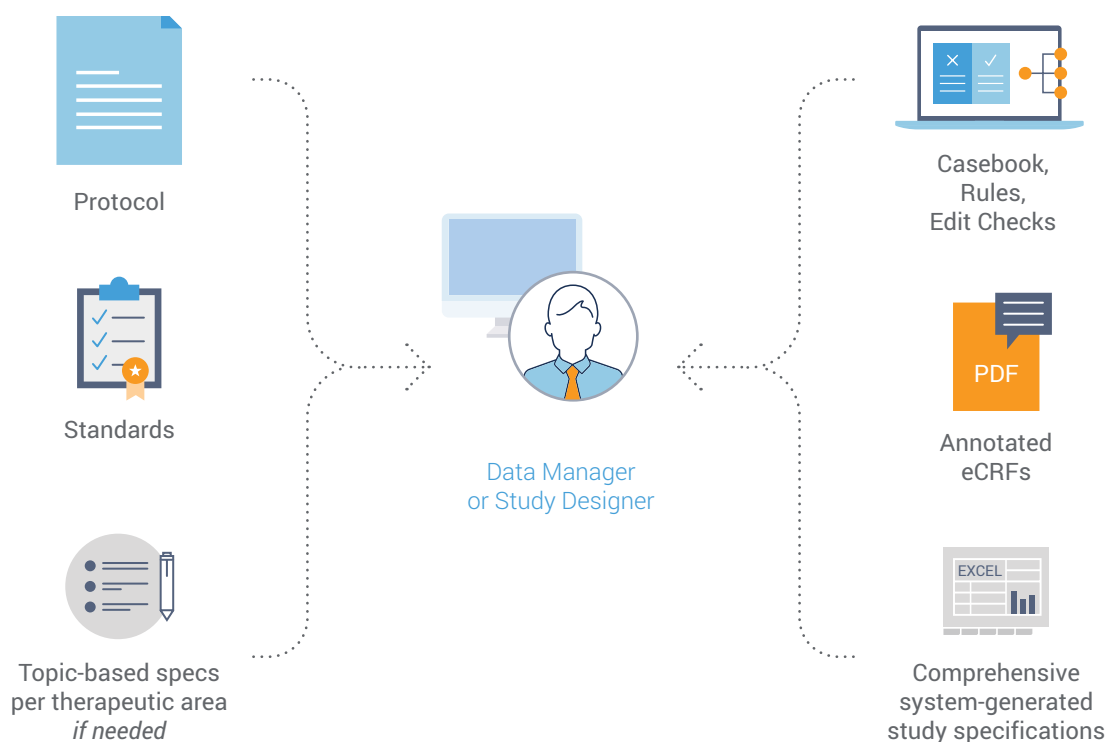 Protocol
Standards
Topic-based specs
per therapeutic area
if needed
Data Manager
or Study Designer
Casebook,
Rules,
Edit Checks
PDF
Annotated
eCRFs
EXCEL
Comprehensive
system-generated
study specifications